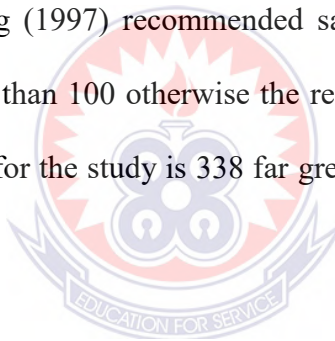 g (1997) recommended sa
than 100 otherwise the re
for the study is 338 far gre
EDUCATION FOR SERVICE